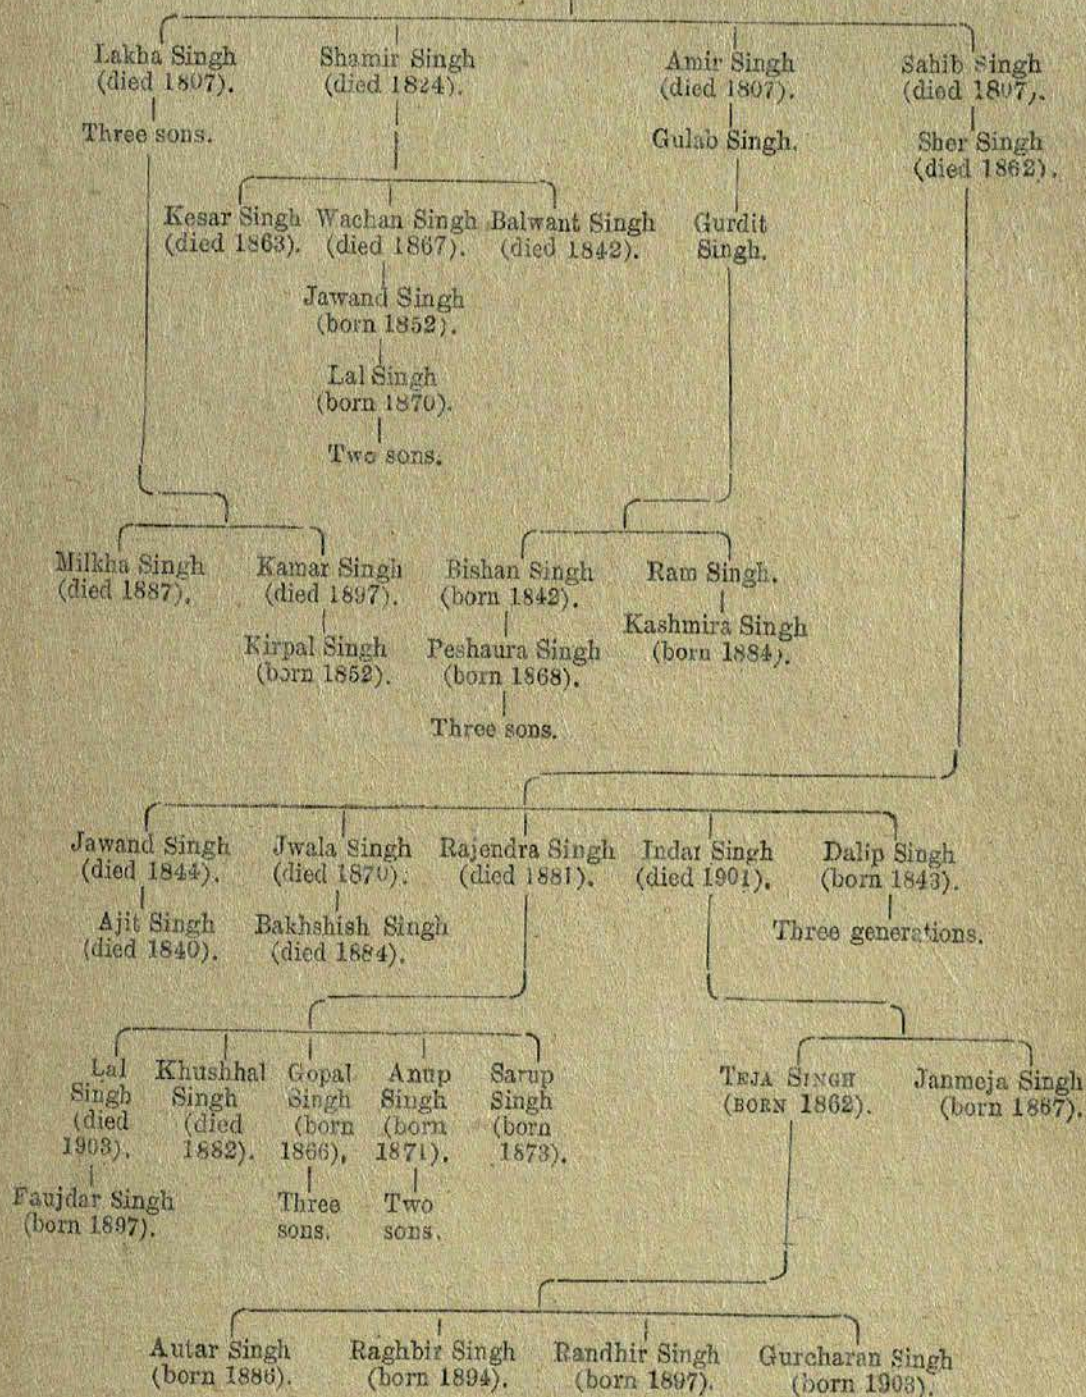 Lakha Singh
(died 1807).
Three sons.
Shamir Singh
(died 1824).
Amir Singh
(died 1807).
Gulab Singh.
Sahib Singh
(died 1807).
Sher Singh
(died 1862).
Kesar Singh
(died 1863).
Wachan Singh
(died 1867).
Balwant Singh
(died 1842).
Gurdit
Singh.
Jawand Singh
(born 1852).
Lal Singh
(born 1870).
Two sons.
Milkha Singh
(died 1887).
Kamar Singh
(died 1897).
Kirpal Singh
(born 1852).
Bishan Singh
(born 1842).
Peshaura Singh
(born 1868).
Three sons.
Ram Singh.
Kashmira Singh
(born 1884).
Jawand Singh
(died 1844).
Ajit Singh
(died 1840).
Jwala Singh
(died 1870).
Bakhshish Singh
(died 1884).
Rajendra Singh
(died 1881).
Indar Singh
(died 1901).
Dalip Singh
(born 1843).
Three generations.
Lal
Singh
(died
1903).
Faujdar Singh
(born 1897).
Khushhal
Singh
(died
1882).
Gopal
Singh
(born
1866),
Three
sons.
Anup
Singh
(born
1871).
Two
sons.
Sarup
Singh
(born
1873).
TEJA SINGH
(BORN 1862).
Janmeja Singh
(born 1867).
Autar Singh
(born 1886).
Raghbir Singh
(born 1894).
Randhir Singh
(born 1897).
Gurcharan Singh
(born 1903).